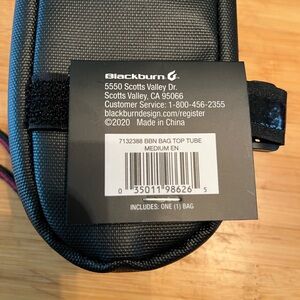 Blackburn
5550 Scotts Valley Dr.
Scotts Valley, CA 95066
Customer Service: 1-800-456-2355
blackburndesign.com/register
©2020 Made in China
7132388 BBN BAG TOP TUBE
MEDIUM EN
0 35011 98626 5
INCLUDES: ONE (1) BAG